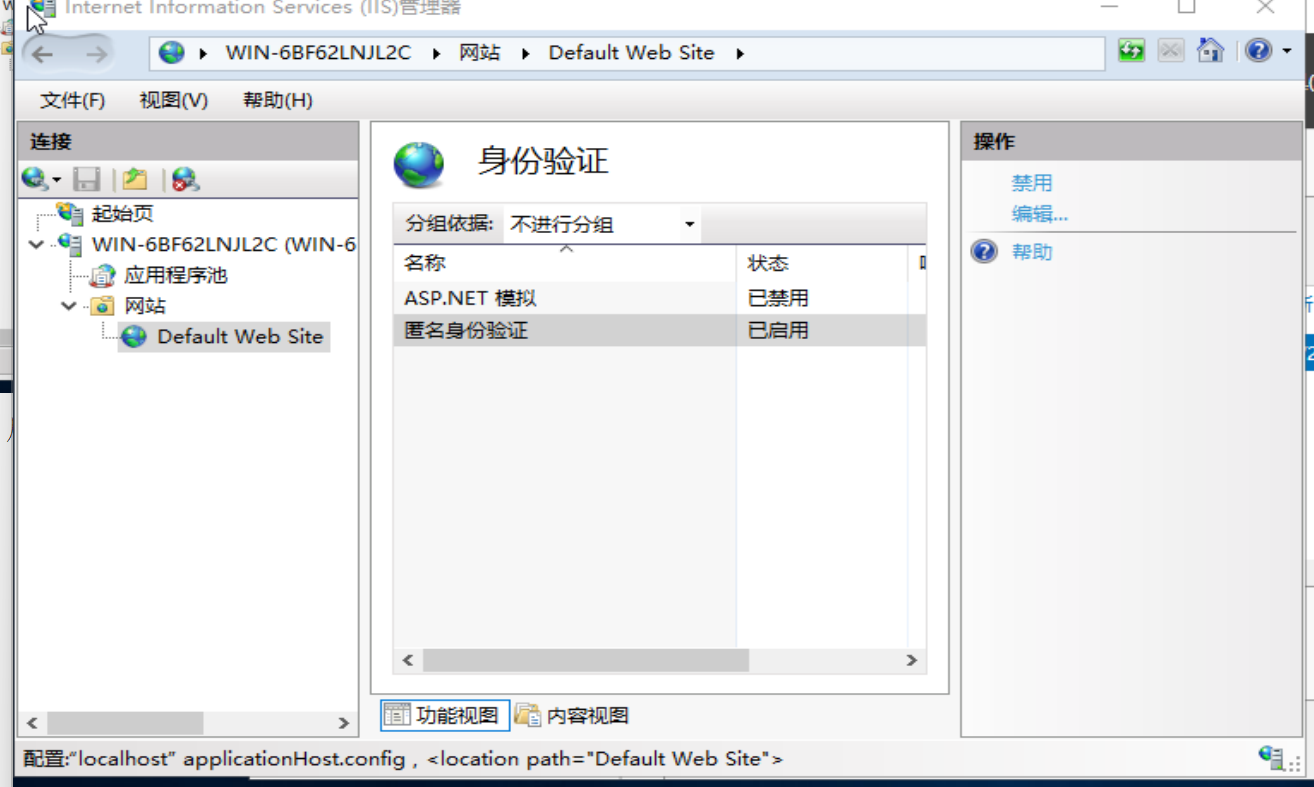 Internet Information Services (IIS)管理器
WIN-6BF62LNJL2C 网站 Default Web Site
文件(F) 视图(V) 帮助(H)
连接
起始页
WIN-6BF62LNJL2C (WIN-6
应用程序池
网站
Default Web Site
身份验证
分组依据: 不进行分组
名称 状态
ASP.NET 模拟 已禁用
匿名身份验证 已启用
功能视图 内容视图
操作
禁用
编辑...
帮助
配置:"localhost" applicationHost.config , <location path="Default Web Site">